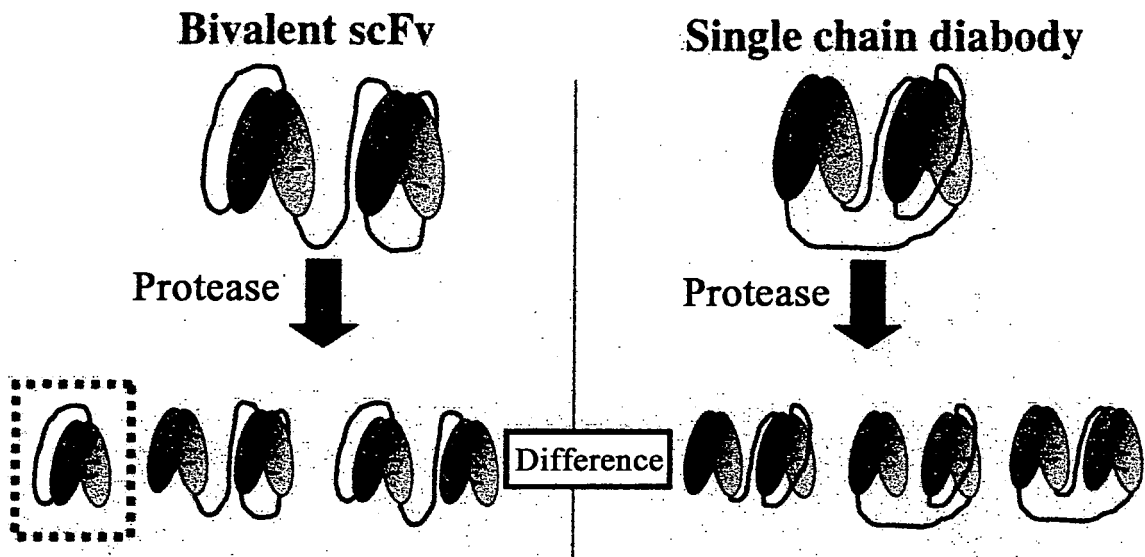 Bivalent scFv
Single chain diabody
Protease
Protease
Difference